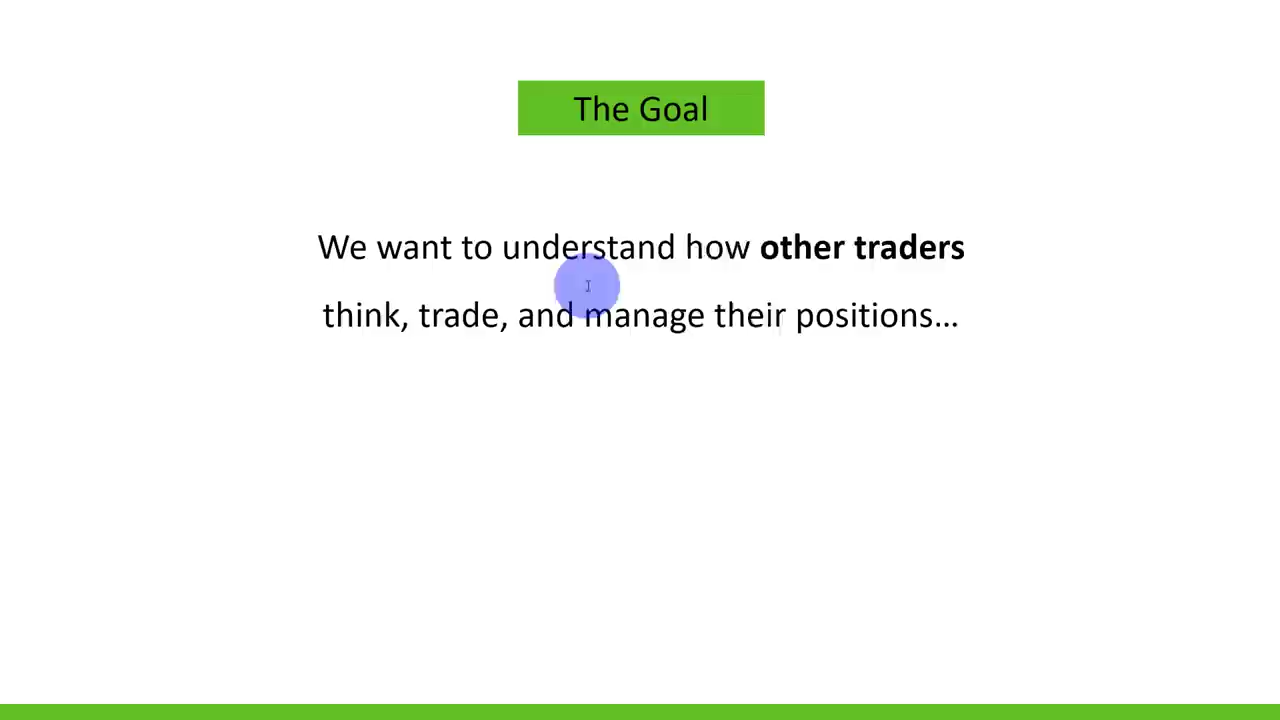 The Goal
We want to understand how other traders
think, trade, and manage their positions...